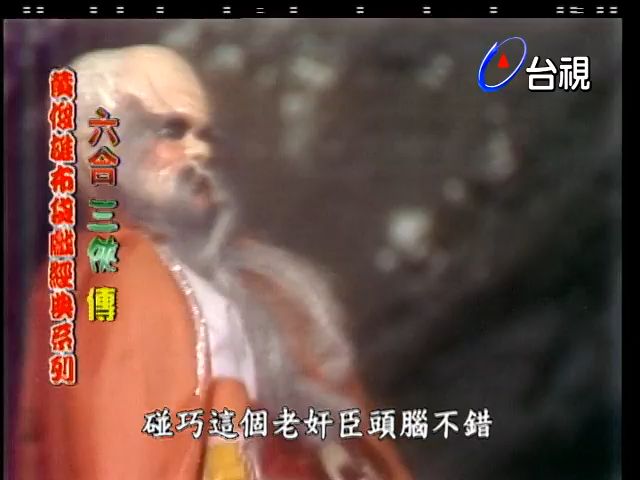 台視
黃俊雄布袋戲經典系列
六合三俠傳
碰巧這個老奸臣頭腦不錯